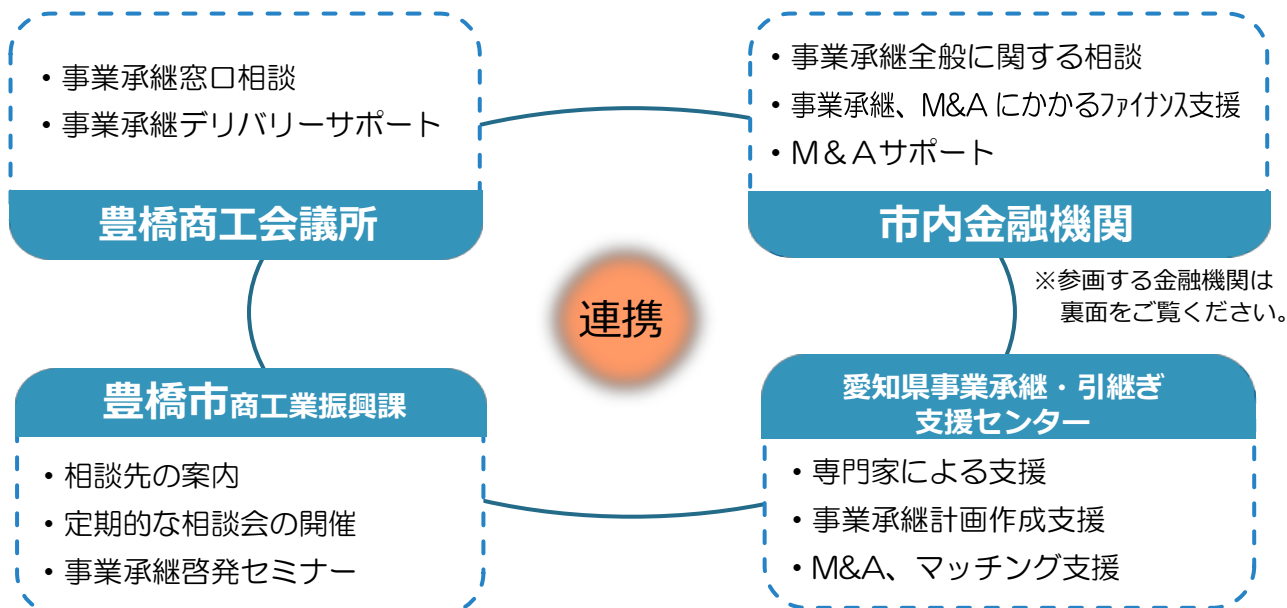 ・事業承継窓口相談
・事業承継デリバリーサポート
豊橋商工会議所
・事業承継全般に関する相談
・事業承継、M&Aにかかるファイナンス支援
・M&Aサポート
市内金融機関
※参画する金融機関は
裏面をご覧ください。
連携
豊橋市商工業振興課
・相談先の案内
・定期的な相談会の開催
・事業承継啓発セミナー
愛知県事業承継・引継ぎ
支援センター
・専門家による支援
・事業承継計画作成支援
・M&A、マッチング支援